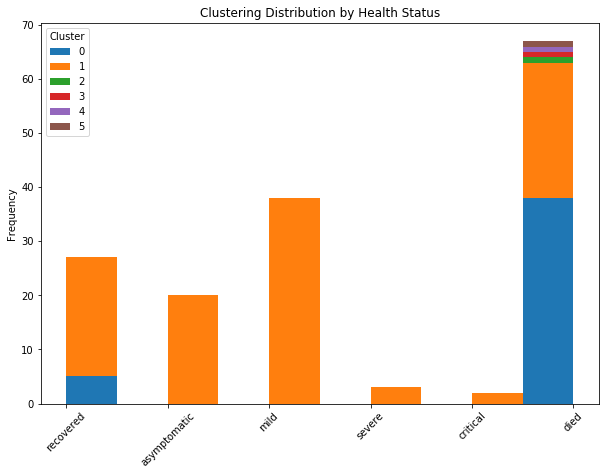 Clustering Distribution by Health Status
Cluster
0
1
2
3
4
5
Frequency
70
60
50
40
30
20
10
0
recovered
asymptomatic
mild
severe
critical
died